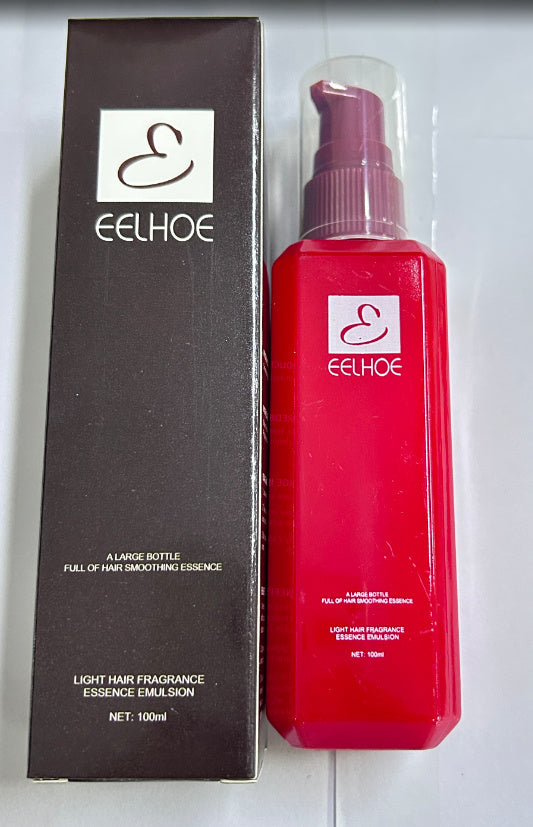 E
EELHOE
A LARGE BOTTLE
FULL OF HAIR SMOOTHING ESSENCE
LIGHT HAIR FRAGRANCE
ESSENCE EMULSION
NET: 100ml
E
EELHOE
A LARGE BOTTLE
FULL OF HAIR SMOOTHING ESSENCE
LIGHT HAIR FRAGRANCE
ESSENCE EMULSION
NET: 100ml